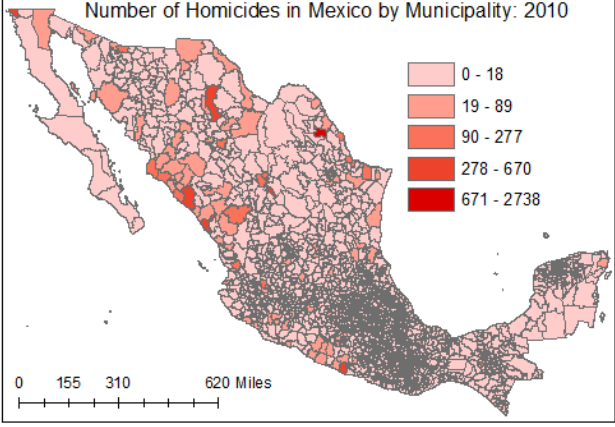 Number of Homicides in Mexico by Municipality: 2010
0 - 18
19 - 89
90 - 277
278 - 670
671 - 2738
0 155 310 620 Miles